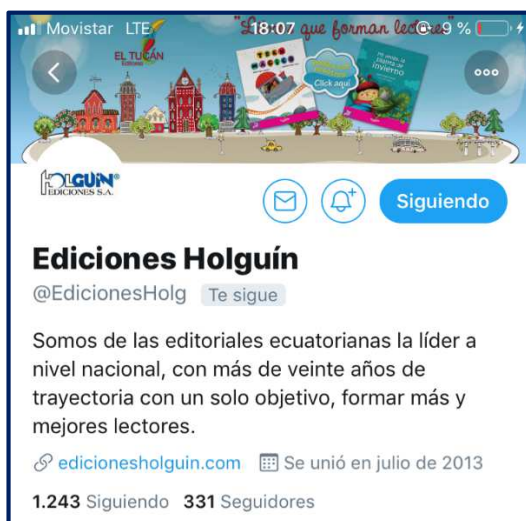 Movistar LTE 18:07 9 %
"L que forman lectores"
EL TUCÁN
Click aquí
HOLGUÍN
EDICIONES S.A.
Siguiendo
Ediciones Holguín
@EdicionesHolg Te sigue
Somos de las editoriales ecuatorianas la líder a
nivel nacional, con más de veinte años de
trayectoria con un solo objetivo, formar más y
mejores lectores.
edicionesholguin.com Se unió en julio de 2013
1.243 Siguiendo 331 Seguidores